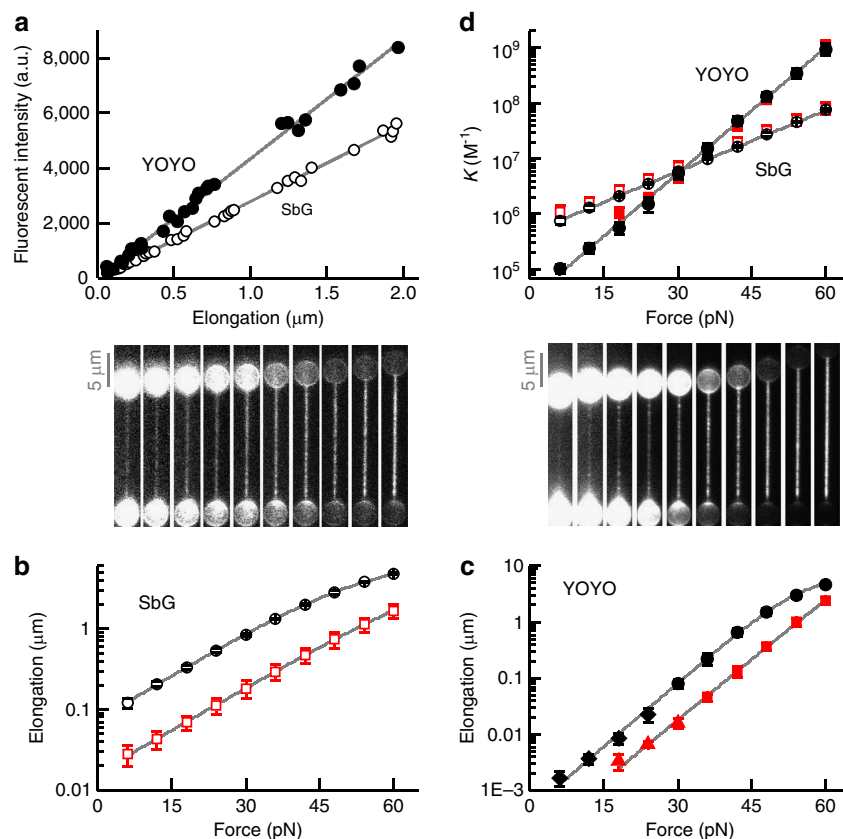 a
Fluorescent intensity (a.u.)
8,000
6,000
4,000
2,000
0
YOYO
SbG
0.0 0.5 1.0 1.5 2.0
Elongation (μm)
5 μm
d
K (M⁻¹)
10⁹
10⁸
10⁷
10⁶
10⁵
YOYO
SbG
0 15 30 45 60
Force (pN)
5 μm
b
SbG
Elongation (μm)
1
0.1
0.01
0 15 30 45 60
Force (pN)
c
YOYO
Elongation (μm)
10
1
0.1
0.01
1E–3
0 15 30 45 60
Force (pN)